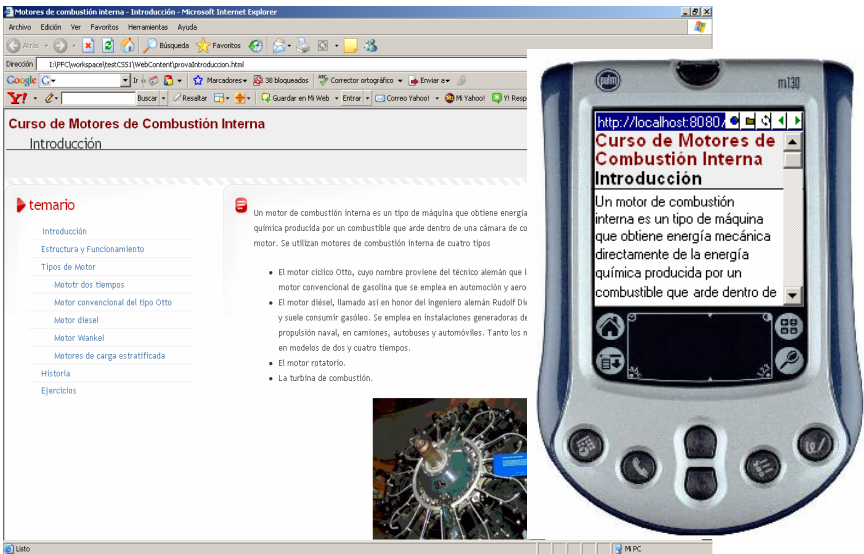 Motores de combustión interna - Introducción - Microsoft Internet Explorer
Archivo Edición Ver Favoritos Herramientas Ayuda
Atrás Búsqueda Favoritos
Dirección I:\PFC\workspace\testCSS1\WebContent\provaIntroduccion.html
Google G Ir Marcadores 38 bloqueados Corrector ortográfico Enviar a
Y! Buscar Resaltar Guardar en Mi Web Entrar Correo Yahoo! Mi Yahoo! Y! Resp
Curso de Motores de Combustión Interna
Introducción
temario
Introducción
Estructura y Funcionamiento
Tipos de Motor
Mototr dos tiempos
Motor convencional del tipo Otto
Motor diesel
Motor Wankel
Motores de carga estratificada
Historia
Ejercicios
Un motor de combustión interna es un tipo de máquina que obtiene energía
química producida por un combustible que arde dentro de una cámara de co
motor. Se utilizan motores de combustión interna de cuatro tipos
El motor cíclico Otto, cuyo nombre proviene del técnico alemán que i
motor convencional de gasolina que se emplea en automoción y aero
El motor diésel, llamado así en honor del ingeniero alemán Rudolf Die
y suele consumir gasóleo. Se emplea en instalaciones generadoras de
propulsión naval, en camiones, autobuses y automóviles. Tanto los m
en modelos de dos y cuatro tiempos.
El motor rotatorio.
La turbina de combustión.
Listo
Mi PC
palm
m130
http://localhost:8080/
Curso de Motores de
Combustión Interna
Introducción
Un motor de combustión
interna es un tipo de máquina
que obtiene energía mecánica
directamente de la energía
química producida por un
combustible que arde dentro de